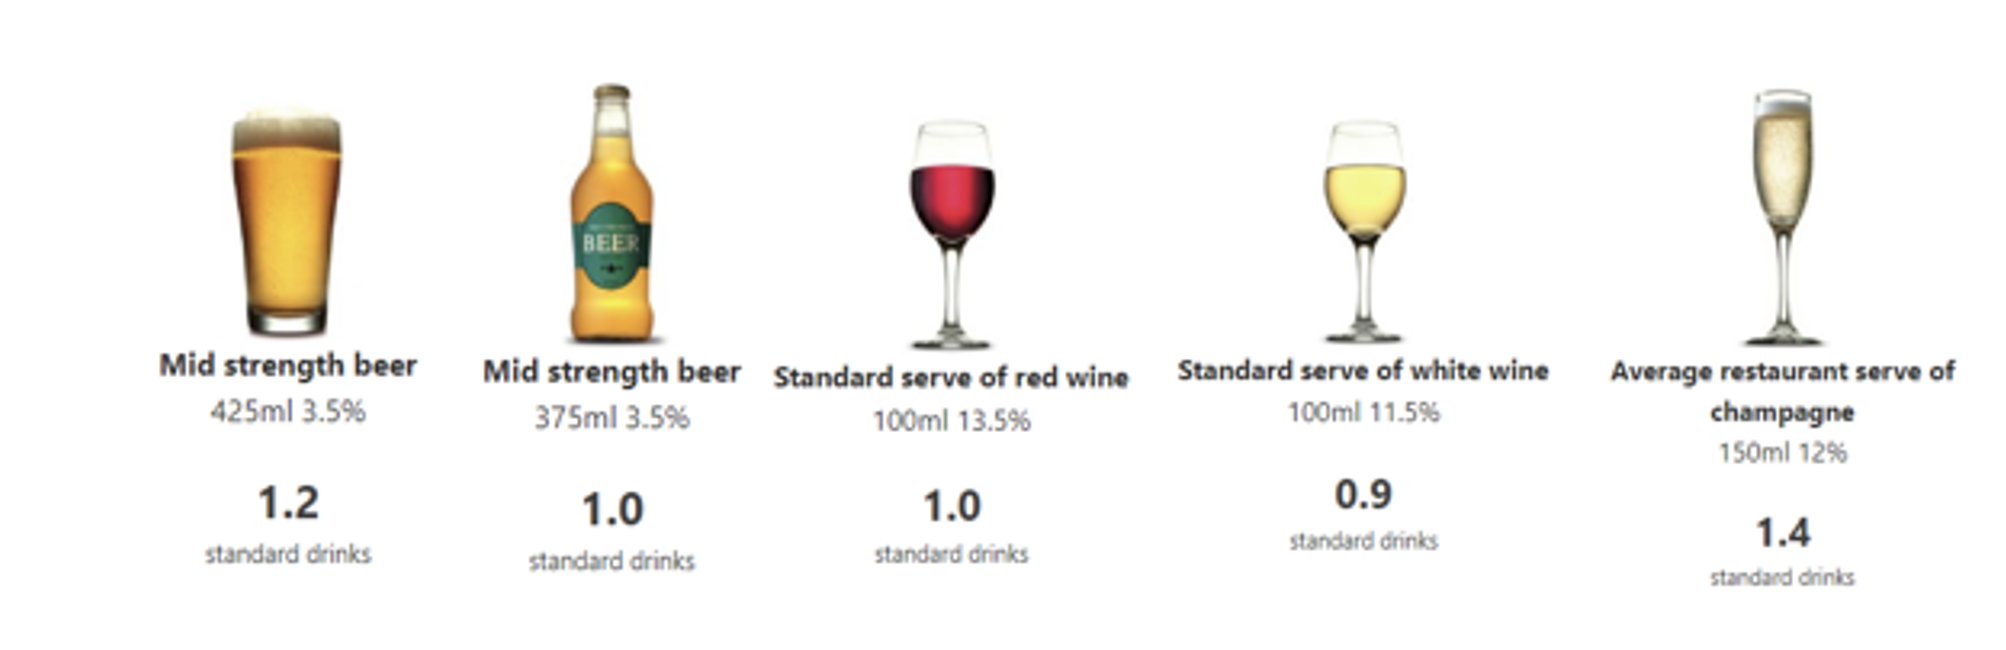 BEER
Mid strength beer
425ml 3.5%
1.2
standard drinks
Mid strength beer
375ml 3.5%
1.0
standard drinks
Standard serve of red wine
100ml 13.5%
1.0
standard drinks
Standard serve of white wine
100ml 11.5%
0.9
standard drinks
Average restaurant serve of
champagne
150ml 12%
1.4
standard drinks